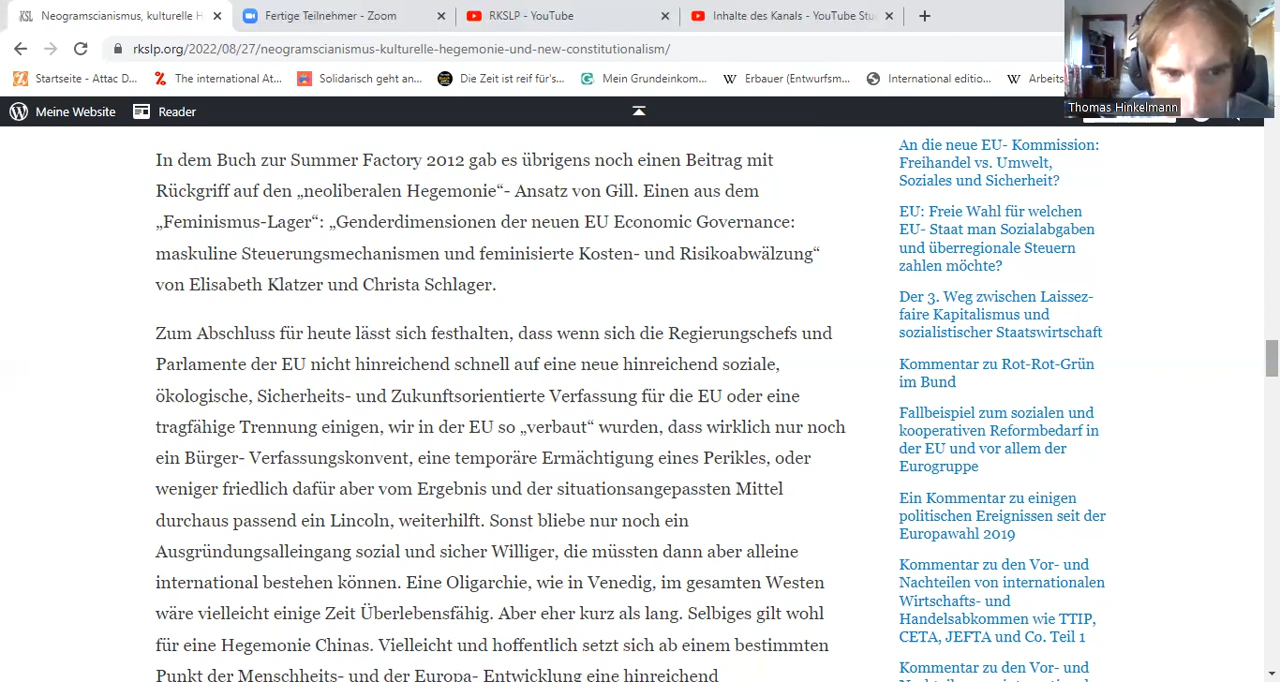 Neogramscianismus, kulturelle H
Fertige Teilnehmer - Zoom
RKSLP - YouTube
Inhalte des Kanals - YouTube Stu
rkslp.org/2022/08/27/neogramscianismus-kulturelle-hegemonie-und-new-constitutionalism/
Startseite - Attac D...
The international At...
Solidarisch geht an...
Die Zeit ist reif für's...
Mein Grundeinkom...
Erbauer (Entwurfsm...
International editio...
Arbeits
Thomas Hinkelmann
Meine Website
Reader
In dem Buch zur Summer Factory 2012 gab es übrigens noch einen Beitrag mit
Rückgriff auf den „neoliberalen Hegemonie“- Ansatz von Gill. Einen aus dem
„Feminismus-Lager“: „Genderdimensionen der neuen EU Economic Governance:
maskuline Steuerungsmechanismen und feminisierte Kosten- und Risikoabwälzung“
von Elisabeth Klatzer und Christa Schlager.
Zum Abschluss für heute lässt sich festhalten, dass wenn sich die Regierungschefs und
Parlamente der EU nicht hinreichend schnell auf eine neue hinreichend soziale,
ökologische, Sicherheits- und Zukunftsorientierte Verfassung für die EU oder eine
tragfähige Trennung einigen, wir in der EU so „verbaut“ wurden, dass wirklich nur noch
ein Bürger- Verfassungskonvent, eine temporäre Ermächtigung eines Perikles, oder
weniger friedlich dafür aber vom Ergebnis und der situationsangepassten Mittel
durchaus passend ein Lincoln, weiterhilft. Sonst bliebe nur noch ein
Ausgründungsalleingang sozial und sicher Williger, die müssten dann aber alleine
international bestehen können. Eine Oligarchie, wie in Venedig, im gesamten Westen
wäre vielleicht einige Zeit Überlebensfähig. Aber eher kurz als lang. Selbiges gilt wohl
für eine Hegemonie Chinas. Vielleicht und hoffentlich setzt sich ab einem bestimmten
Punkt der Menschheits- und der Europa- Entwicklung eine hinreichend
An die neue EU- Kommission:
Freihandel vs. Umwelt,
Soziales und Sicherheit?
EU: Freie Wahl für welchen
EU- Staat man Sozialabgaben
und überregionale Steuern
zahlen möchte?
Der 3. Weg zwischen Laissez-
faire Kapitalismus und
sozialistischer Staatswirtschaft
Kommentar zu Rot-Rot-Grün
im Bund
Fallbeispiel zum sozialen und
kooperativen Reformbedarf in
der EU und vor allem der
Eurogruppe
Ein Kommentar zu einigen
politischen Ereignissen seit der
Europawahl 2019
Kommentar zu den Vor- und
Nachteilen von internationalen
Wirtschafts- und
Handelsabkommen wie TTIP,
CETA, JEFTA und Co. Teil 1
Kommentar zu den Vor- und